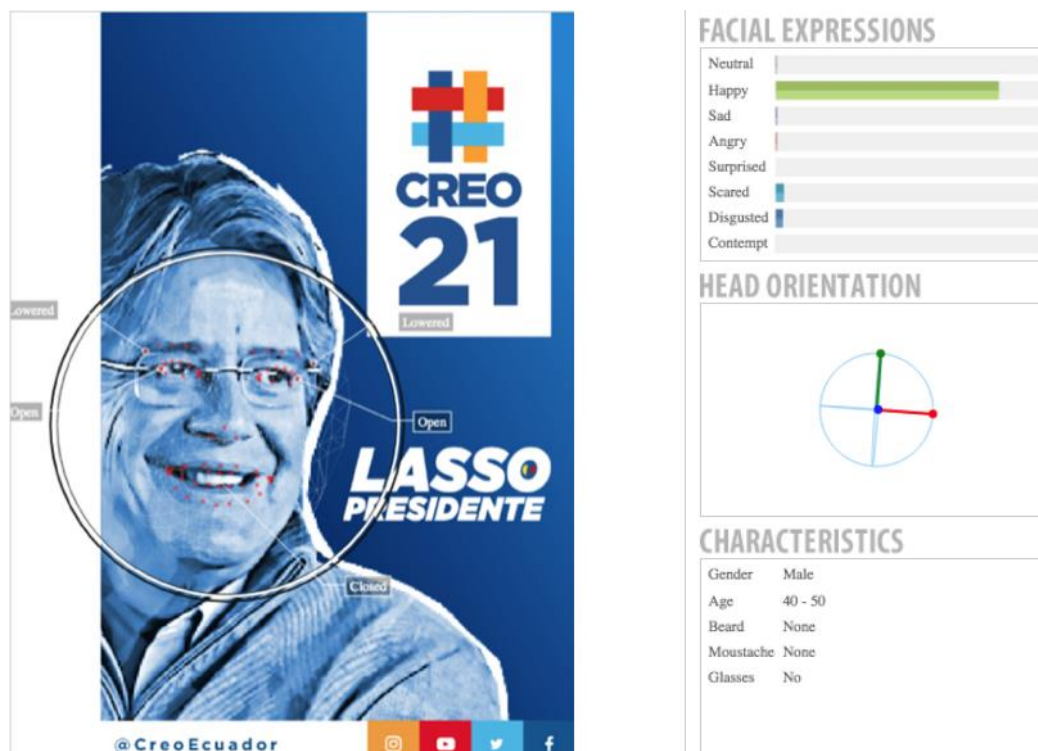 CREO
21
Lowered
Lowered
Open
Open
LASSO
PRESIDENTE
Closed
@CreoEcuador
FACIAL EXPRESSIONS
Neutral
Happy
Sad
Angry
Surprised
Scared
Disgusted
Contempt
HEAD ORIENTATION
CHARACTERISTICS
Gender Male
Age 40 - 50
Beard None
Moustache None
Glasses No